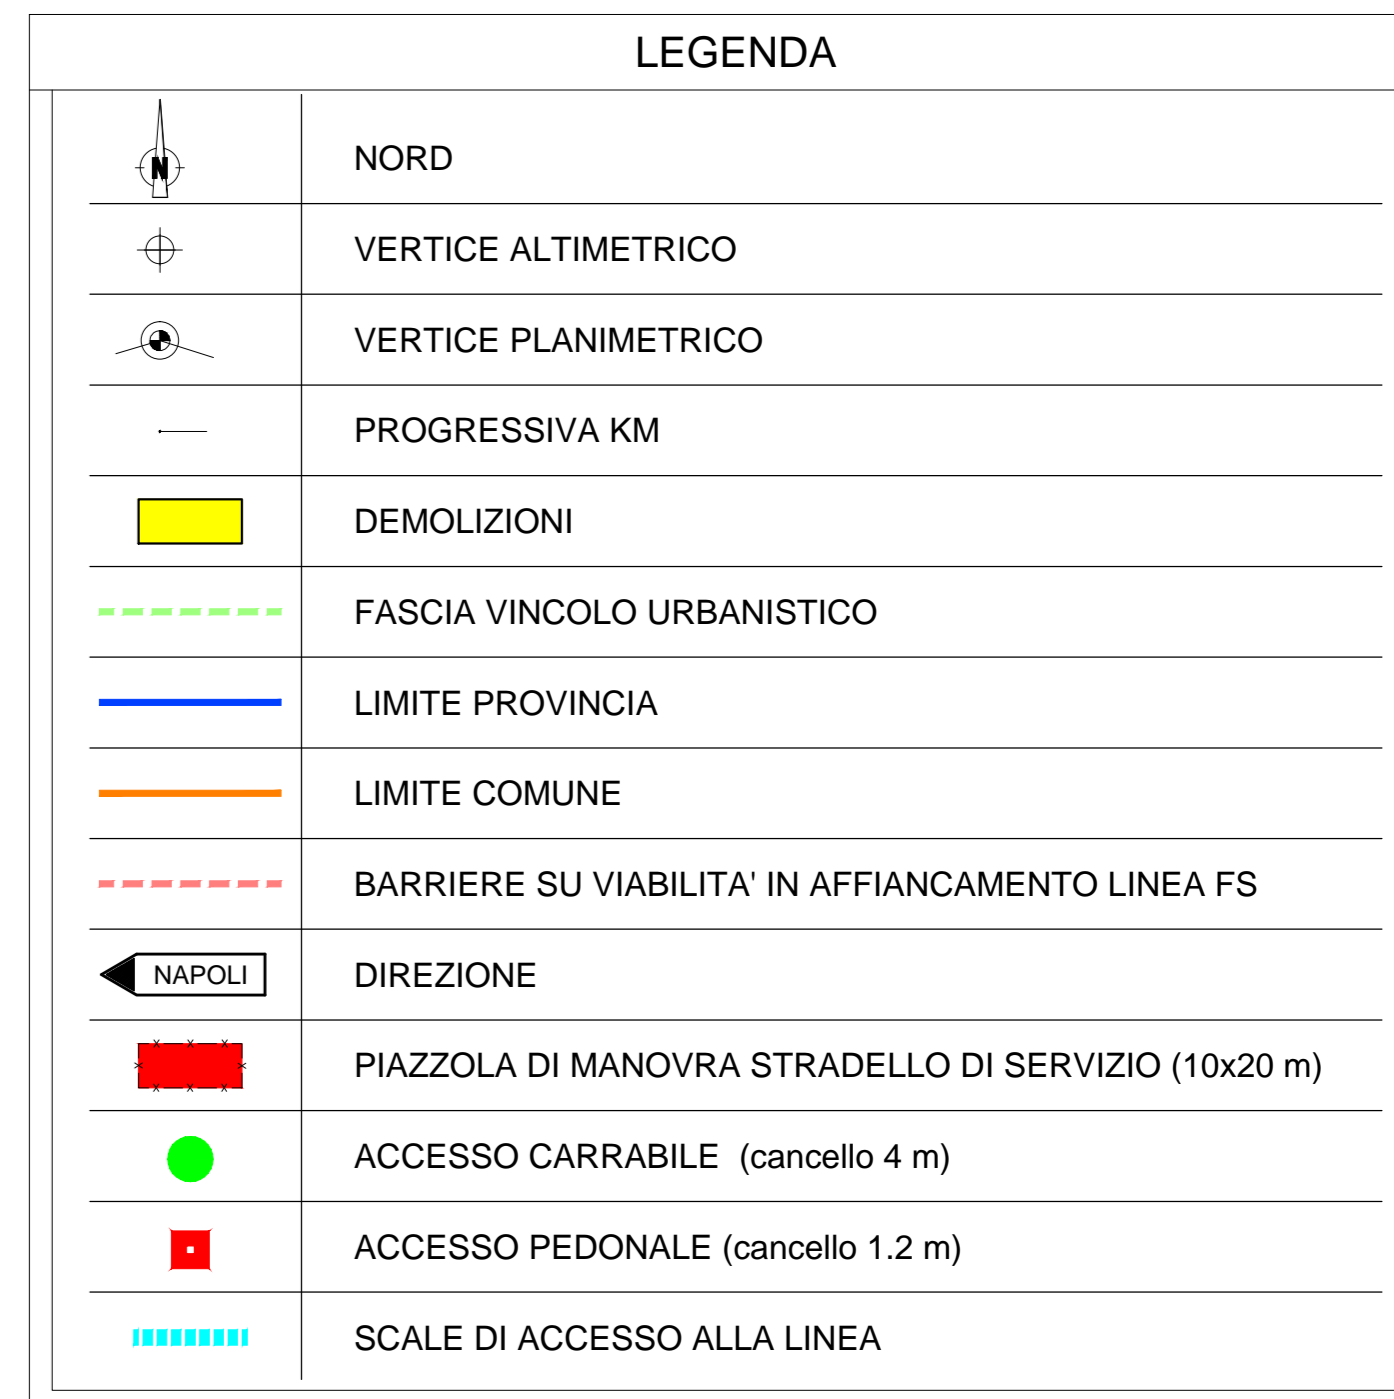 LEGENDA
N
NORD
VERTICE ALTIMETRICO
VERTICE PLANIMETRICO
PROGRESSIVA KM
DEMOLIZIONI
FASCIA VINCOLO URBANISTICO
LIMITE PROVINCIA
LIMITE COMUNE
BARRIERE SU VIABILITA' IN AFFIANCAMENTO LINEA FS
NAPOLI
DIREZIONE
PIAZZOLA DI MANOVRA STRADELLO DI SERVIZIO (10x20 m)
ACCESSO CARRABILE (cancello 4 m)
ACCESSO PEDONALE (cancello 1.2 m)
SCALE DI ACCESSO ALLA LINEA